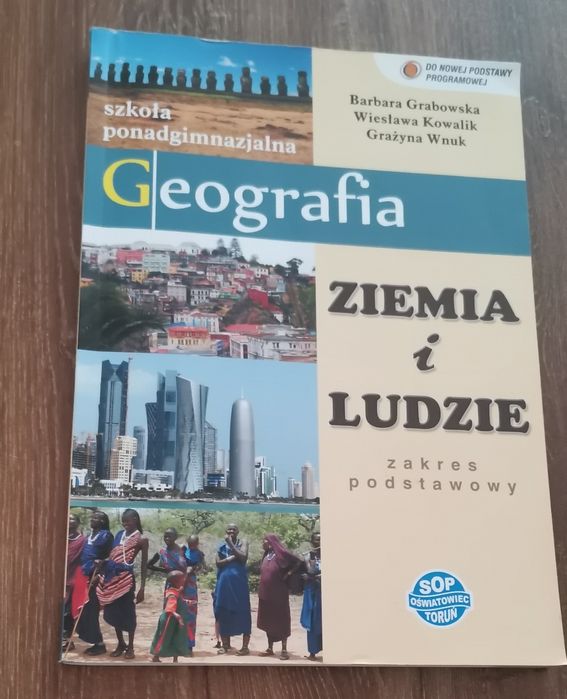 DO NOWEJ PODSTAWY
PROGRAMOWEJ
Barbara Grabowska
Wiesława Kowalik
Grażyna Wnuk
szkoła
ponadgimnazjalna
Geografia
ZIEMIA
i
LUDZIE
zakres
podstawowy
SOP
OŚWIATOWIEC
TORUŃ